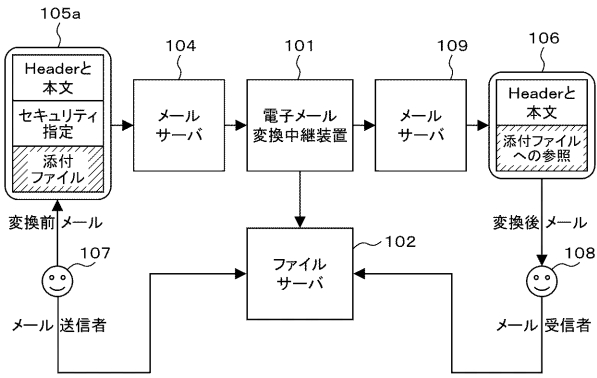 105a
104
101
109
106
Headerと
本文
セキュリティ
指定
添付
ファイル
メール
サーバ
電子メール
変換中継装置
メール
サーバ
Headerと
本文
添付ファイル
への参照
変換前 メール
変換後 メール
107
102
108
ファイル
サーバ
メール 送信者
メール 受信者